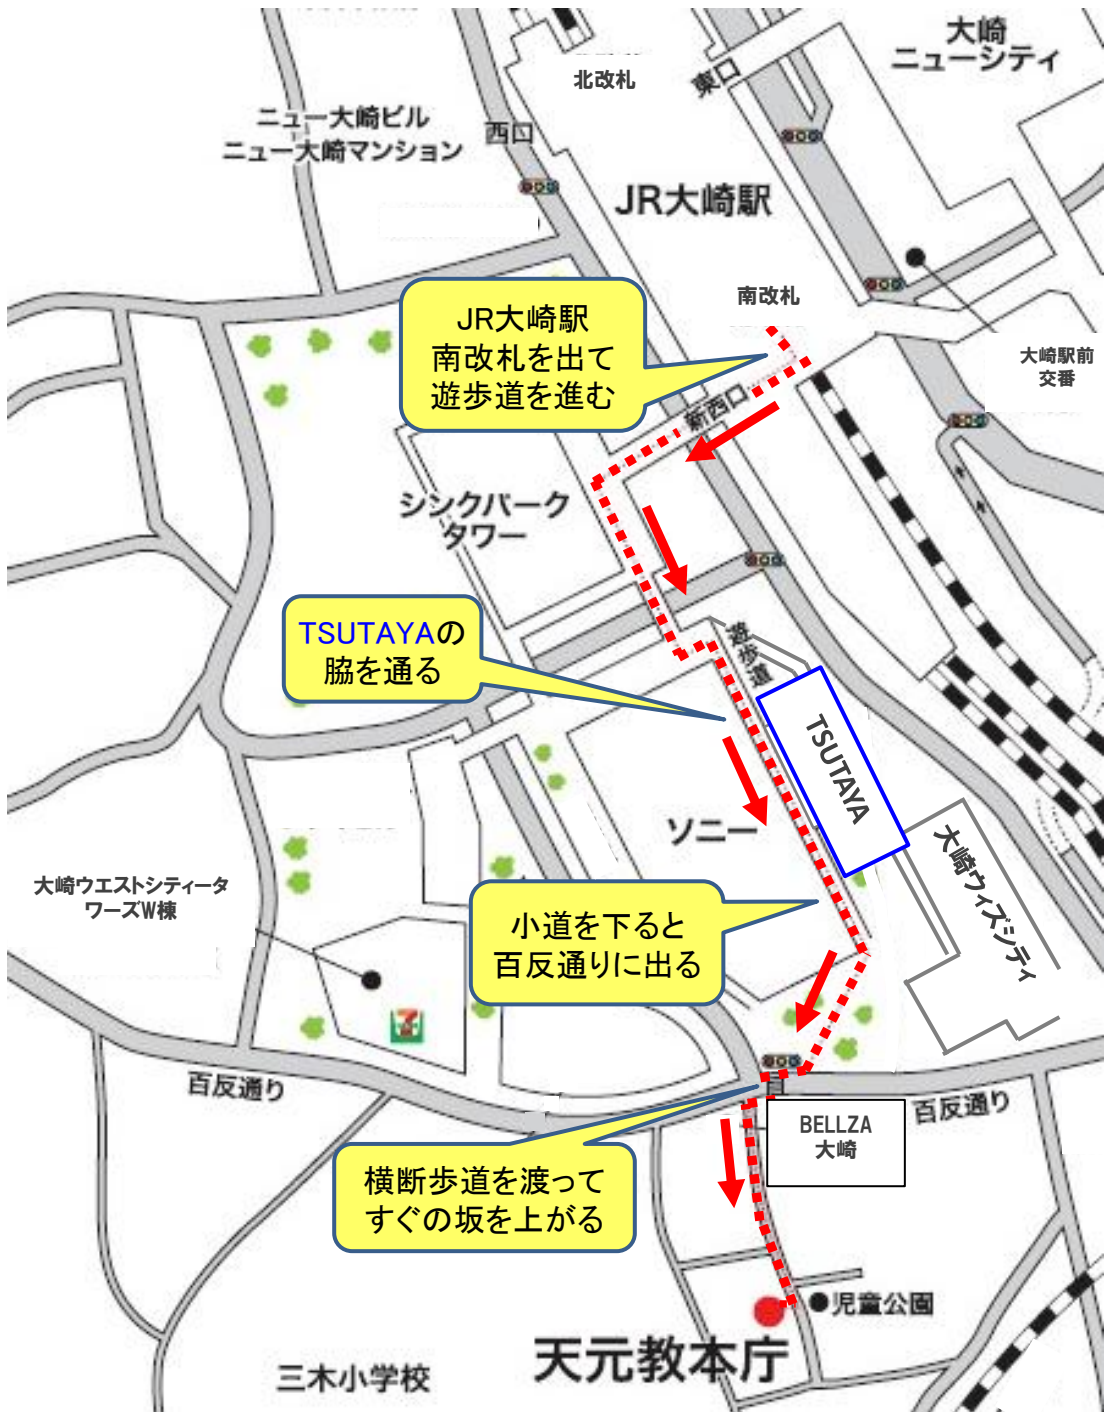 大崎
ニューシティ
北改札
東口
ニュー大崎ビル
ニュー大崎マンション
西口
JR大崎駅
南改札
JR大崎駅
南改札を出て
遊歩道を進む
大崎駅前
交番
新西口
シンクパーク
タワー
TSUTAYAの
脇を通る
遊歩道
TSUTAYA
ソニー
大崎ウィズシティ
大崎ウエストシティータ
ワーズW棟
小道を下ると
百反通りに出る
7
百反通り
百反通り
BELLZA
大崎
横断歩道を渡って
すぐの坂を上がる
児童公園
天元教本庁
三木小学校